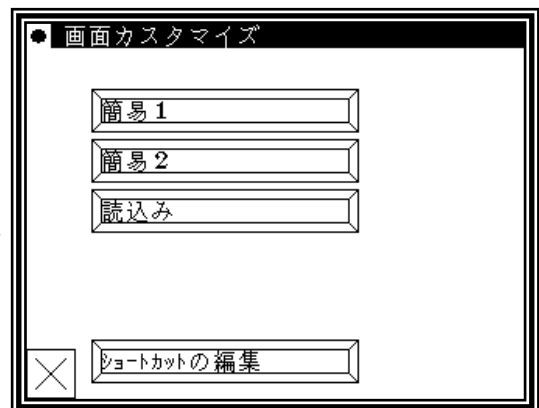 ● 画面カスタマイズ
簡易1
簡易2
読込み
ショートカットの編集